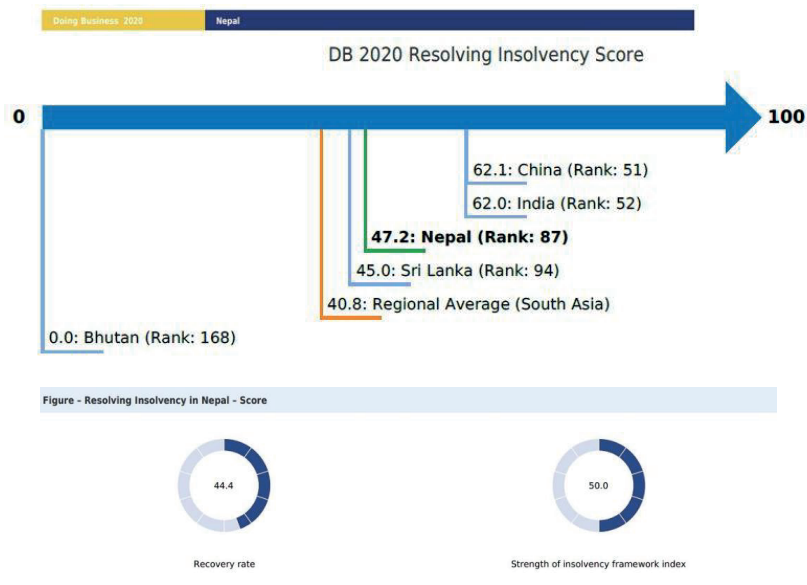 Doing Business 2020 Nepal
DB 2020 Resolving Insolvency Score
0 100
62.1: China (Rank: 51)
62.0: India (Rank: 52)
47.2: Nepal (Rank: 87)
45.0: Sri Lanka (Rank: 94)
40.8: Regional Average (South Asia)
0.0: Bhutan (Rank: 168)
Figure – Resolving Insolvency in Nepal – Score
44.4 50.0
Recovery rate Strength of insolvency framework index